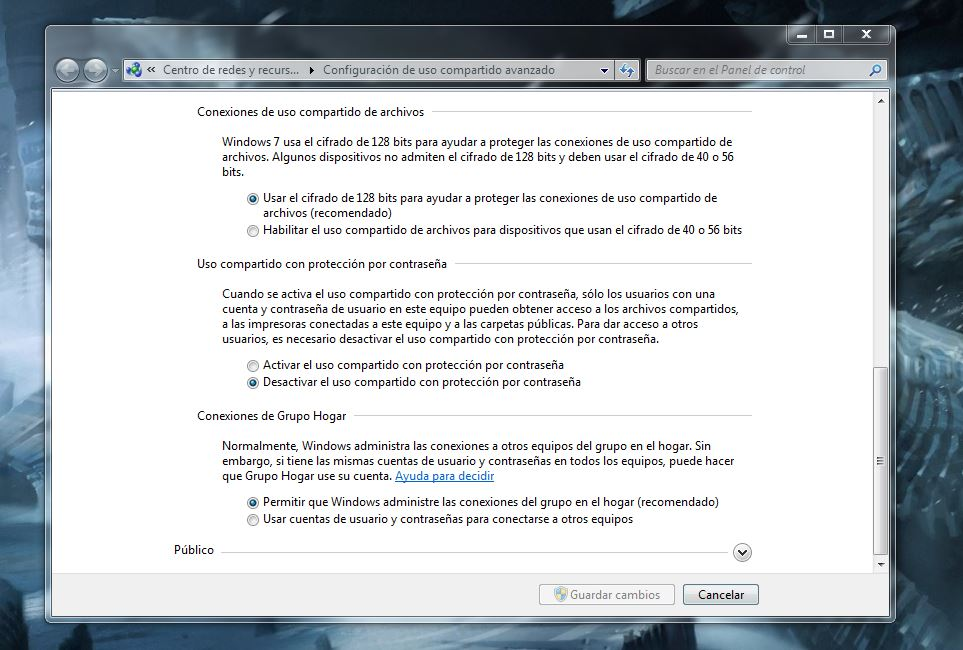 « Centro de redes y recurs... ▸ Configuración de uso compartido avanzado
Buscar en el Panel de control
Conexiones de uso compartido de archivos
Windows 7 usa el cifrado de 128 bits para ayudar a proteger las conexiones de uso compartido de
archivos. Algunos dispositivos no admiten el cifrado de 128 bits y deben usar el cifrado de 40 o 56
bits.
Usar el cifrado de 128 bits para ayudar a proteger las conexiones de uso compartido de
archivos (recomendado)
Habilitar el uso compartido de archivos para dispositivos que usan el cifrado de 40 o 56 bits
Uso compartido con protección por contraseña
Cuando se activa el uso compartido con protección por contraseña, sólo los usuarios con una
cuenta y contraseña de usuario en este equipo pueden obtener acceso a los archivos compartidos,
a las impresoras conectadas a este equipo y a las carpetas públicas. Para dar acceso a otros
usuarios, es necesario desactivar el uso compartido con protección por contraseña.
Activar el uso compartido con protección por contraseña
Desactivar el uso compartido con protección por contraseña
Conexiones de Grupo Hogar
Normalmente, Windows administra las conexiones a otros equipos del grupo en el hogar. Sin
embargo, si tiene las mismas cuentas de usuario y contraseñas en todos los equipos, puede hacer
que Grupo Hogar use su cuenta. Ayuda para decidir
Permitir que Windows administre las conexiones del grupo en el hogar (recomendado)
Usar cuentas de usuario y contraseñas para conectarse a otros equipos
Público
Guardar cambios
Cancelar